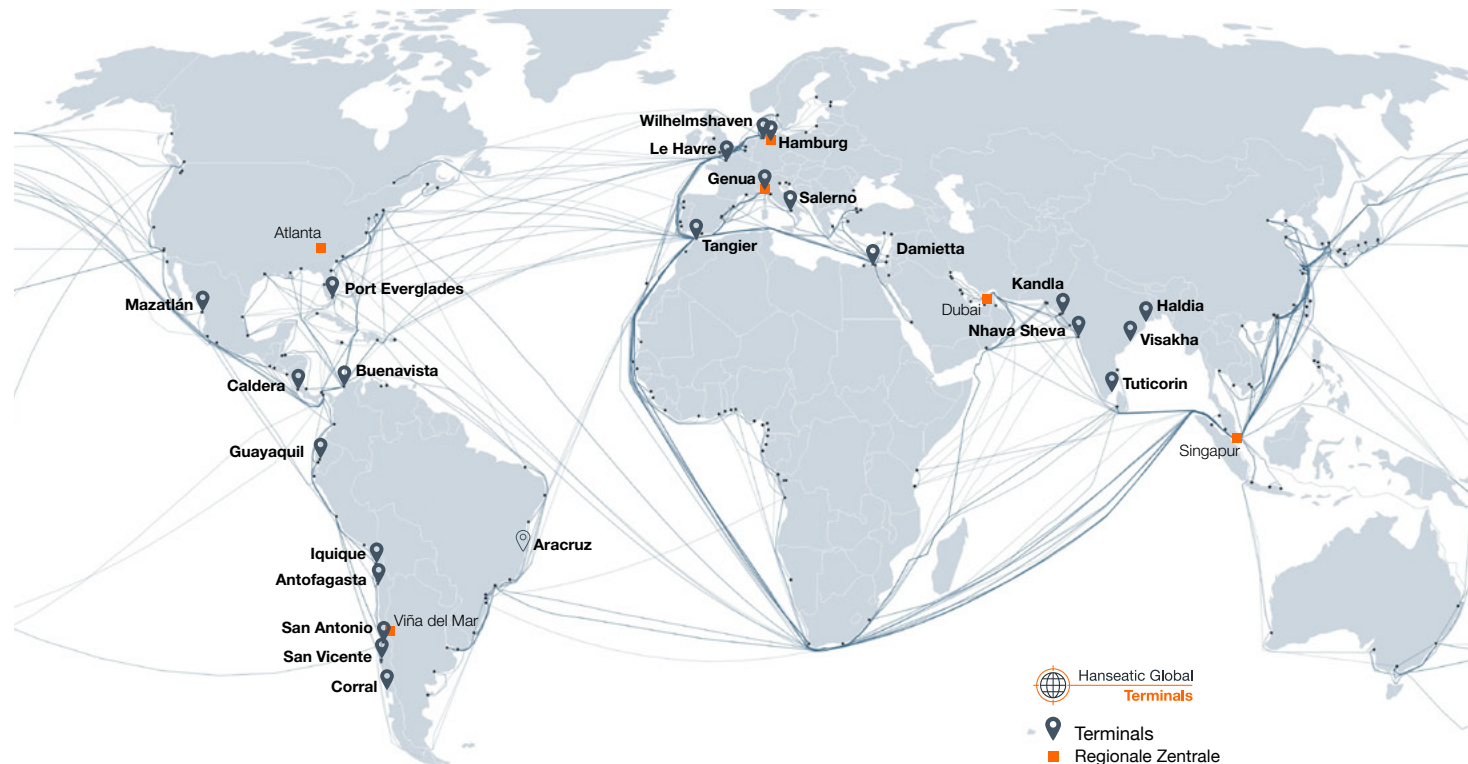 Wilhelmshaven
Hamburg
Le Havre
Genua
Salerno
Atlanta
Tangier
Damietta
Port Everglades
Kandla
Mazatlán
Dubai
Haldia
Nhava Sheva
Visakha
Buenavista
Caldera
Tuticorin
Guayaquil
Singapur
Aracruz
Iquique
Antofagasta
Viña del Mar
San Antonio
San Vicente
Corral
Hanseatic Global
Terminals
Terminals
Regionale Zentrale